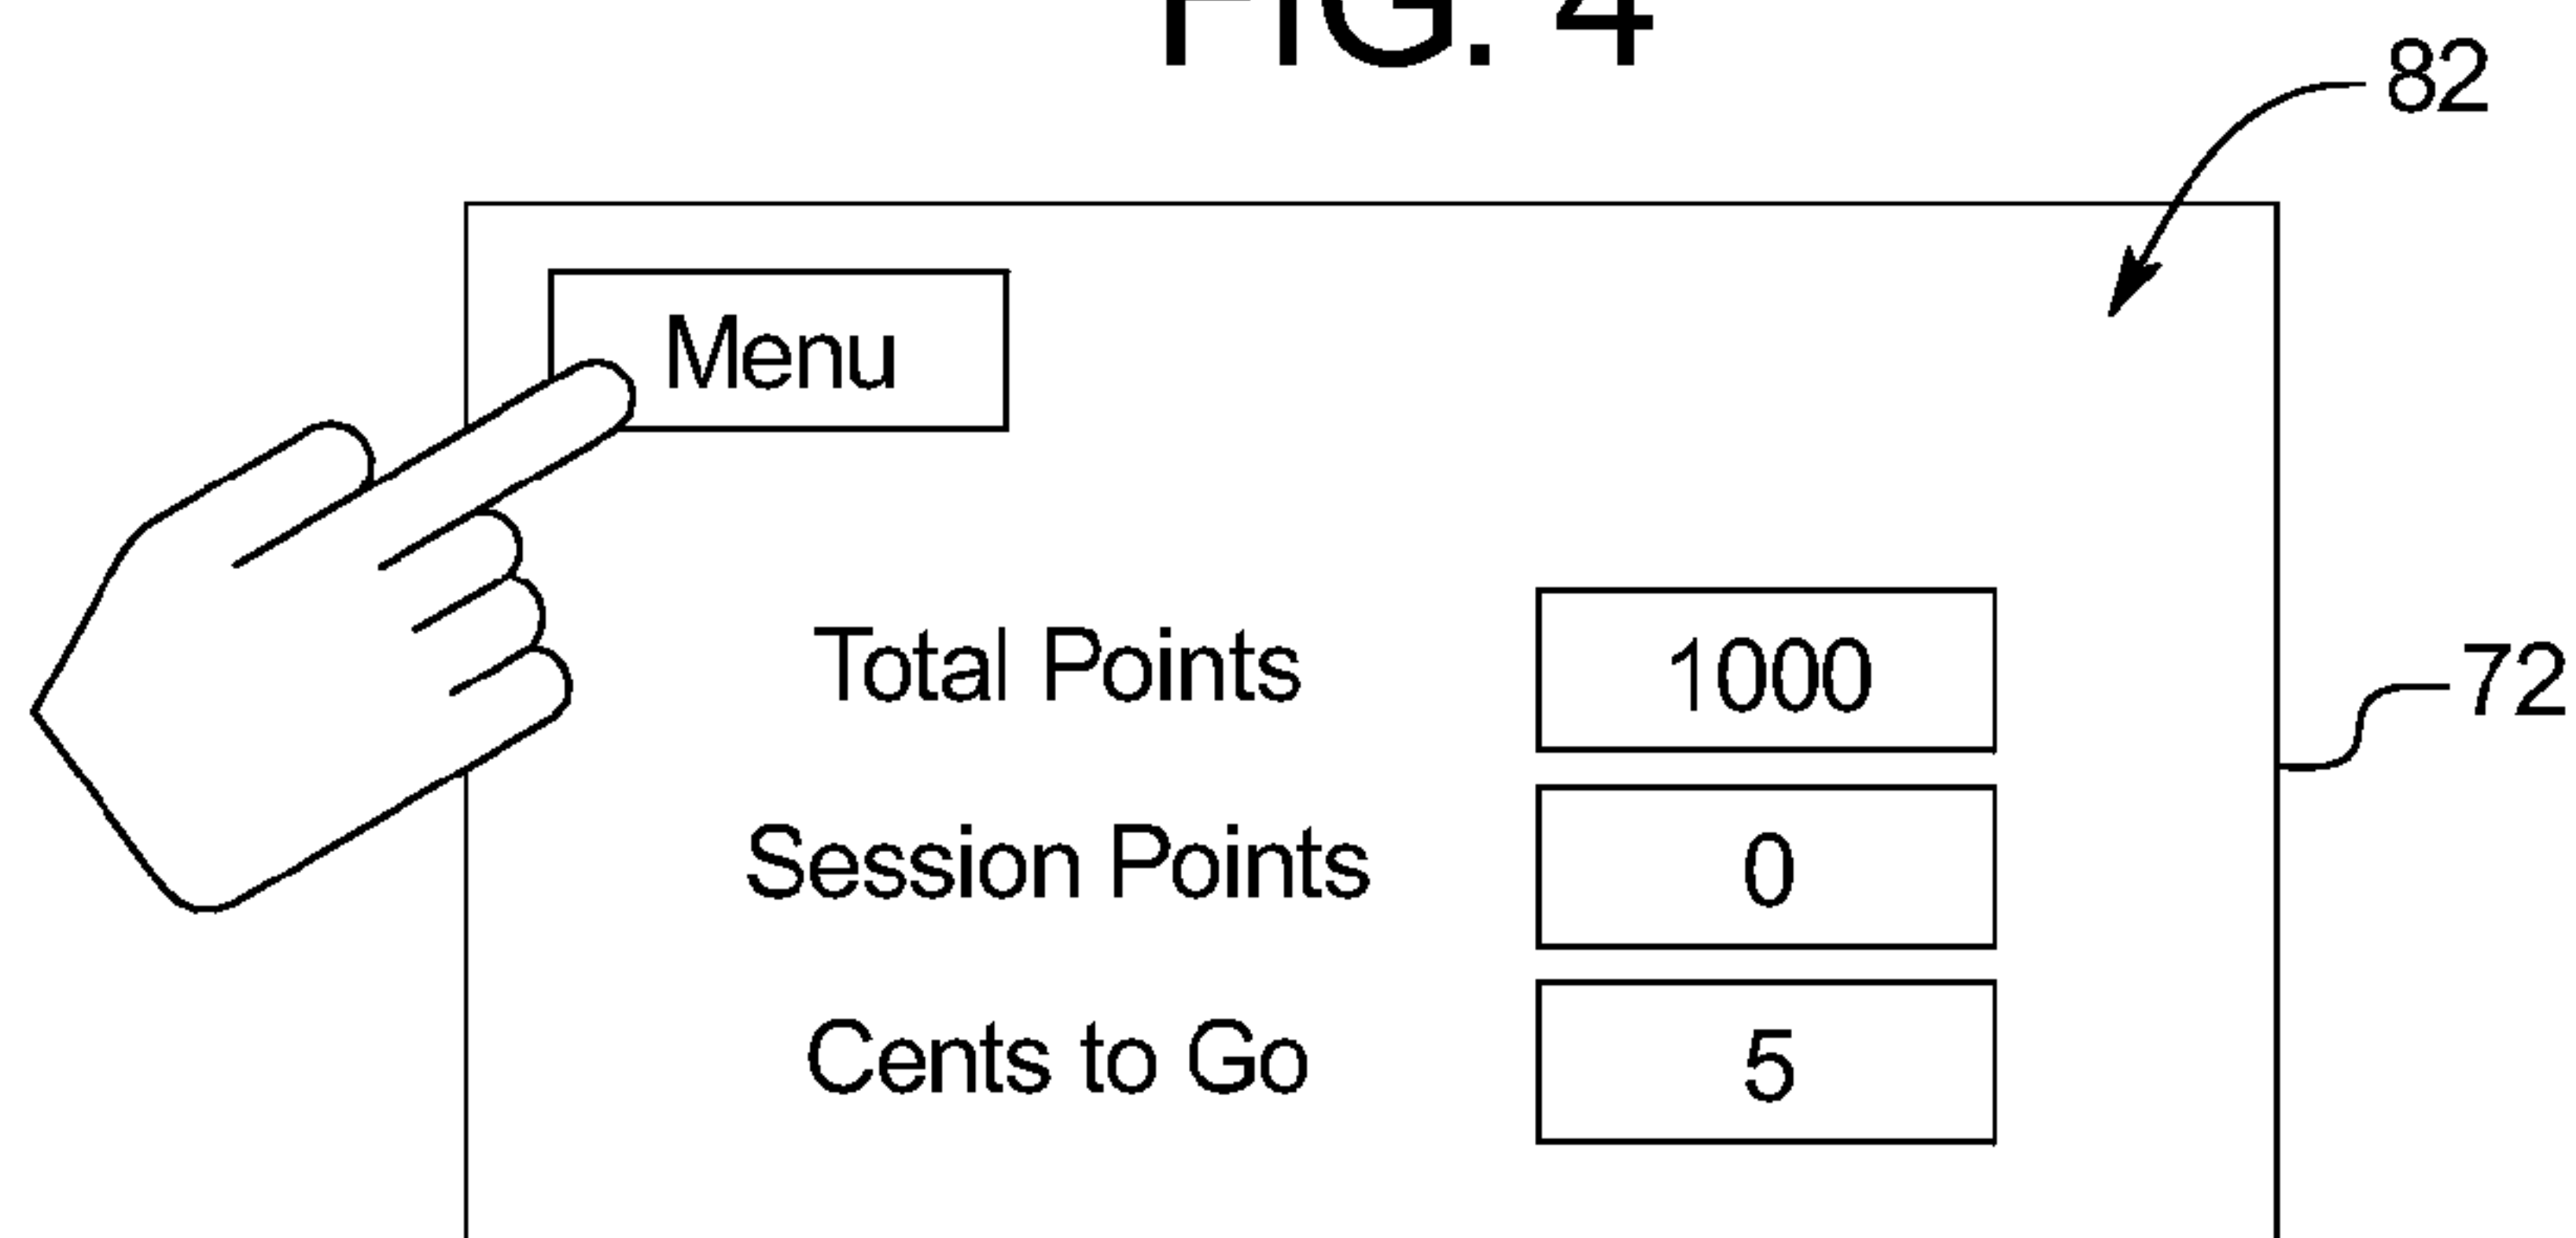 FIG. 4
82
Menu
Total Points 1000
72
Session Points 0
Cents to Go 5